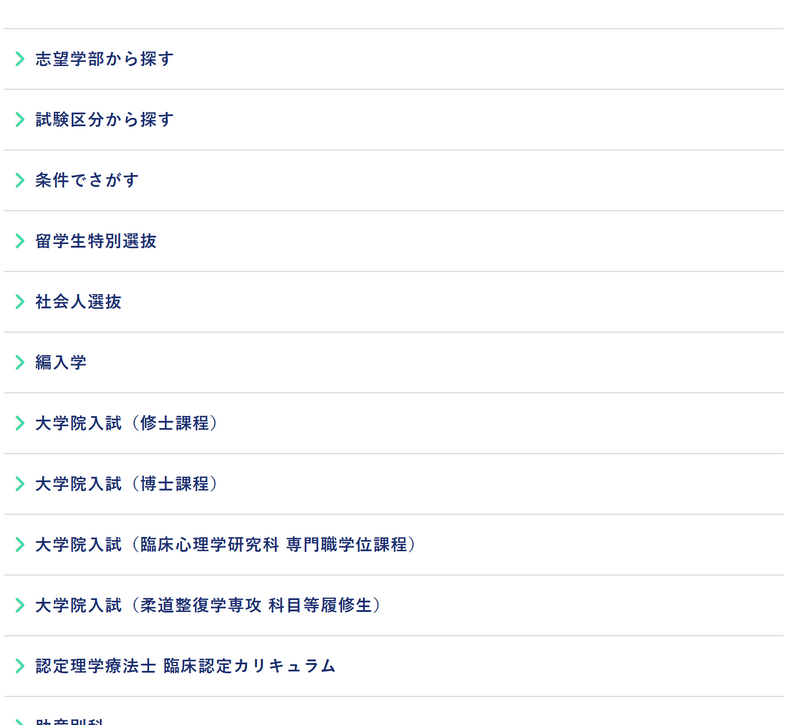 志望学部から探す
試験区分から探す
条件でさがす
留学生特別選抜
社会人選抜
編入学
大学院入試（修士課程）
大学院入試（博士課程）
大学院入試（臨床心理学研究科 専門職学位課程）
大学院入試（柔道整復学専攻 科目等履修生）
認定理学療法士 臨床認定カリキュラム
助産別科